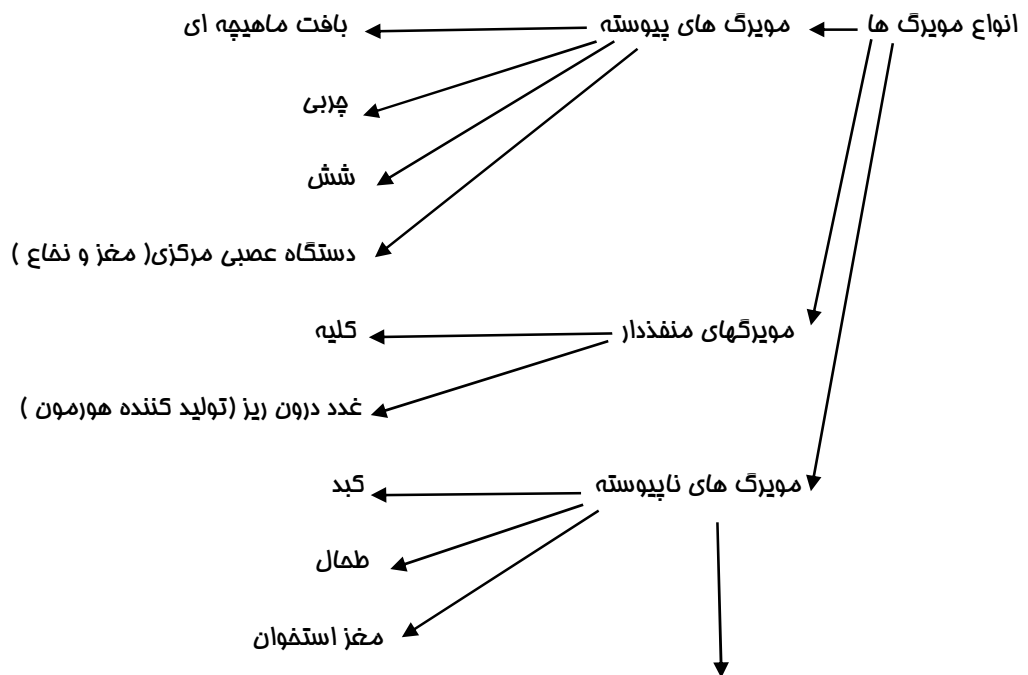 انواع مویرگ ها مویرگ های پیوسته بافت ماهیچه ای
چربی
شش
دستگاه عصبی مرکزی( مغز و نخاع )
مویرگهای منفذدار کلیه
غدد درون ریز (تولید کننده هورمون )
مویرگ های ناپیوسته کبد
طحال
مغز استخوان